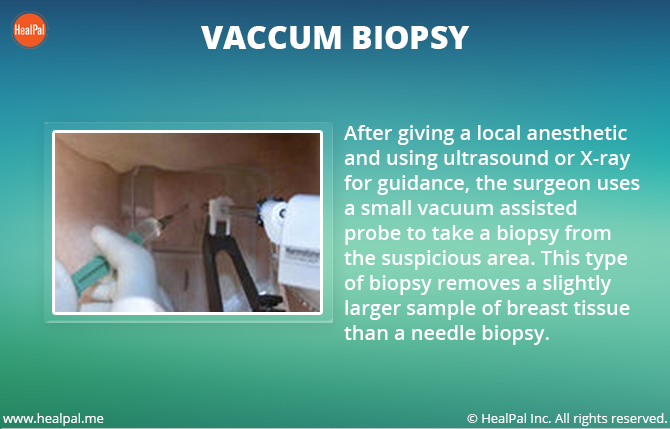 HealPal
VACCUM BIOPSY
After giving a local anesthetic
and using ultrasound or X-ray
for guidance, the surgeon uses
a small vacuum assisted
probe to take a biopsy from
the suspicious area. This type
of biopsy removes a slightly
larger sample of breast tissue
than a needle biopsy.
www.healpal.me
© HealPal Inc. All rights reserved.